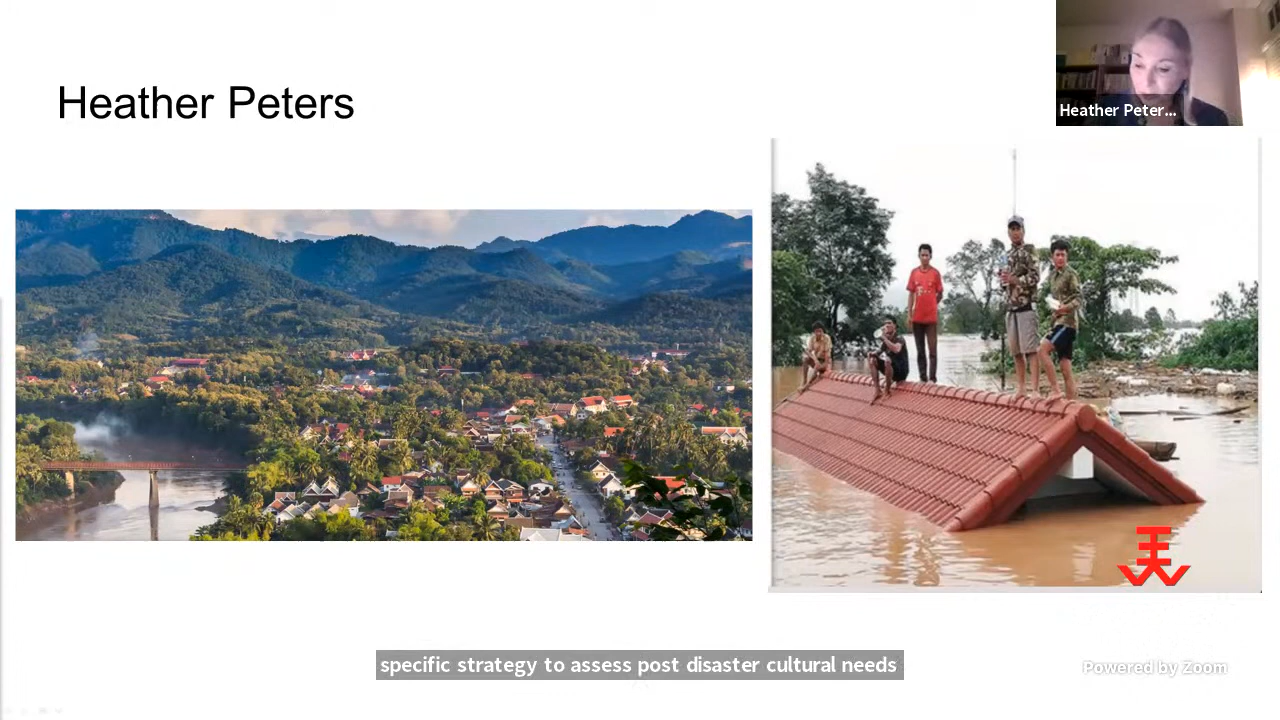 Heather Peters
Heather Peter...
specific strategy to assess post disaster cultural needs
Powered by Zoom